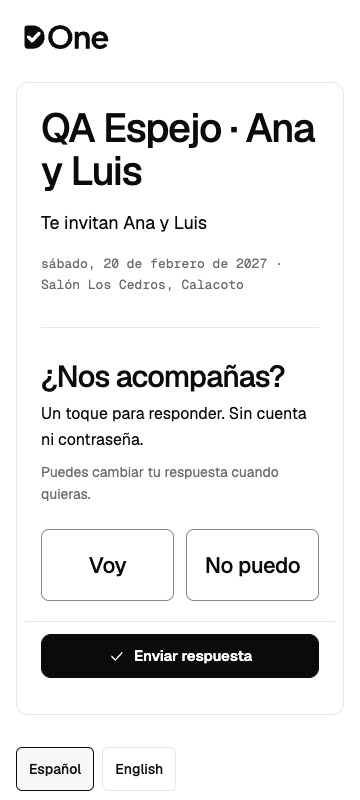 DOne
QA Espejo · Ana
y Luis
Te invitan Ana y Luis
sábado, 20 de febrero de 2027 ·
Salón Los Cedros, Calacoto
¿Nos acompañas?
Un toque para responder. Sin cuenta
ni contraseña.
Puedes cambiar tu respuesta cuando
quieras.
Voy
No puedo
Enviar respuesta
Español
English